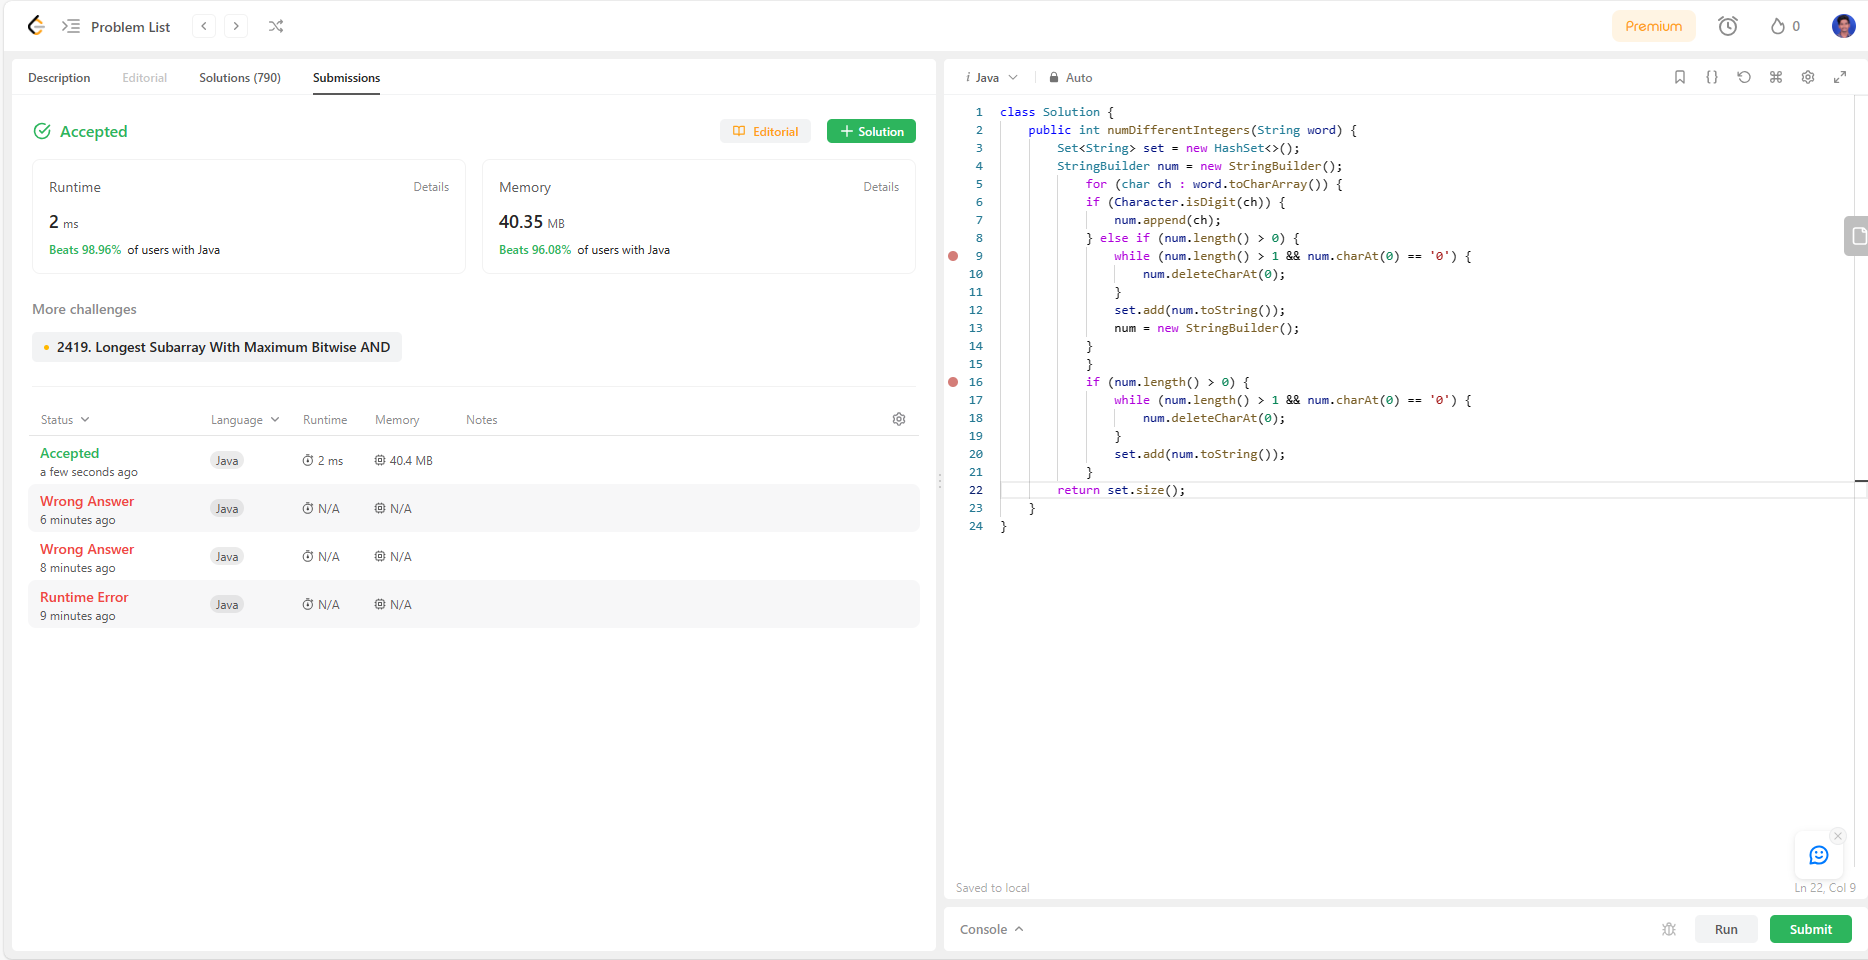 Problem List
Premium
0
Description Editorial Solutions (790) Submissions
Accepted
Editorial
Solution
Runtime Details
2 ms
Beats 98.96% of users with Java
Memory Details
40.35 MB
Beats 96.08% of users with Java
More challenges
2419. Longest Subarray With Maximum Bitwise AND
Status Language Runtime Memory Notes
Accepted
a few seconds ago
Java 2 ms 40.4 MB
Wrong Answer
6 minutes ago
Java N/A N/A
Wrong Answer
8 minutes ago
Java N/A N/A
Runtime Error
9 minutes ago
Java N/A N/A
i Java Auto
1 class Solution {
2 public int numDifferentIntegers(String word) {
3 Set<String> set = new HashSet<>();
4 StringBuilder num = new StringBuilder();
5 for (char ch : word.toCharArray()) {
6 if (Character.isDigit(ch)) {
7 num.append(ch);
8 } else if (num.length() > 0) {
9 while (num.length() > 1 && num.charAt(0) == '0') {
10 num.deleteCharAt(0);
11 }
12 set.add(num.toString());
13 num = new StringBuilder();
14 }
15 }
16 if (num.length() > 0) {
17 while (num.length() > 1 && num.charAt(0) == '0') {
18 num.deleteCharAt(0);
19 }
20 set.add(num.toString());
21 }
22 return set.size();
23 }
24 }
Saved to local
Ln 22, Col 9
Console
Run
Submit